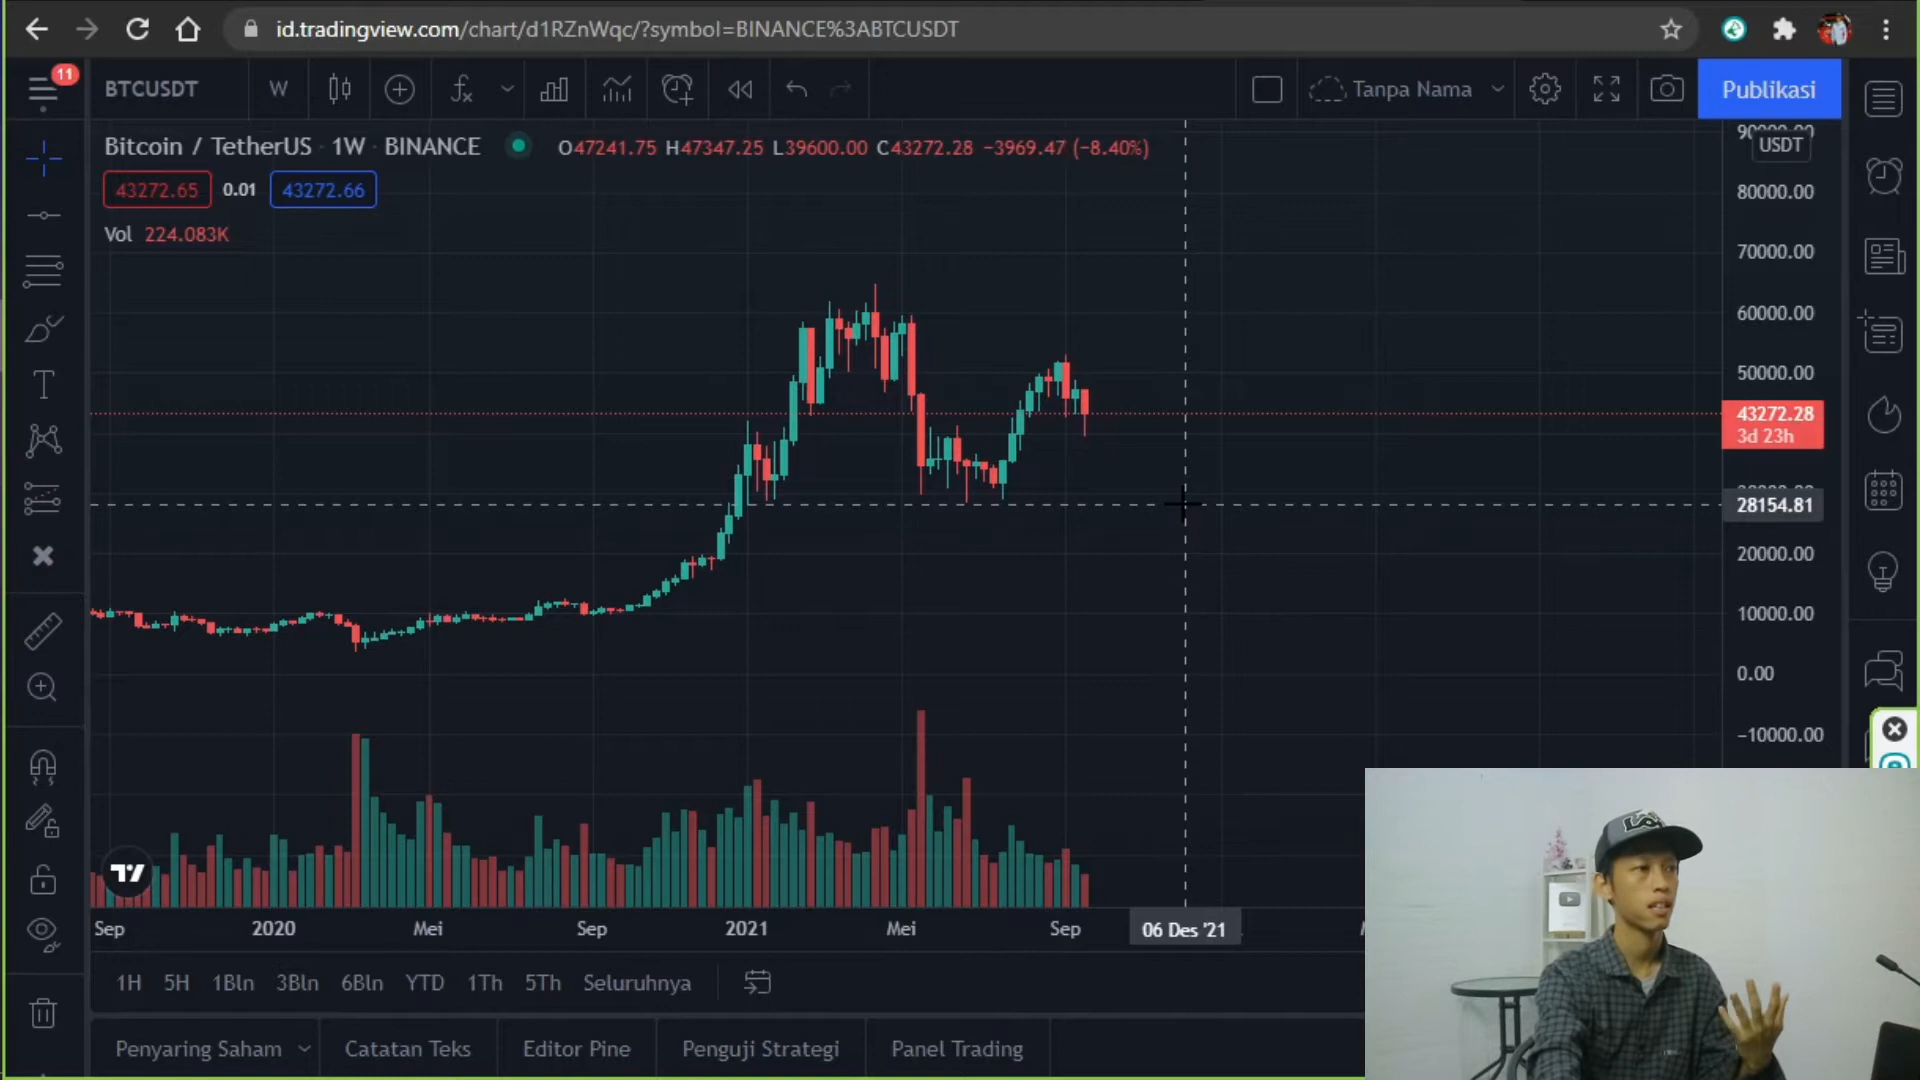 id.tradingview.com/chart/d1RZnWqc/?symbol=BINANCE%3ABTCUSDT
11
BTCUSDT W Tanpa Nama Publikasi
Bitcoin / TetherUS 1W BINANCE O47241.75 H47347.25 L39600.00 C43272.28 −3969.47 (−8.40%)
43272.65 0.01 43272.66
Vol 224.083K
USDT
80000.00
70000.00
60000.00
50000.00
43272.28
3d 23h
28154.81
20000.00
10000.00
0.00
−10000.00
Sep 2020 Mei Sep 2021 Mei Sep 06 Des '21
1H 5H 1Bln 3Bln 6Bln YTD 1Th 5Th Seluruhnya
Penyaring Saham Catatan Teks Editor Pine Penguji Strategi Panel Trading